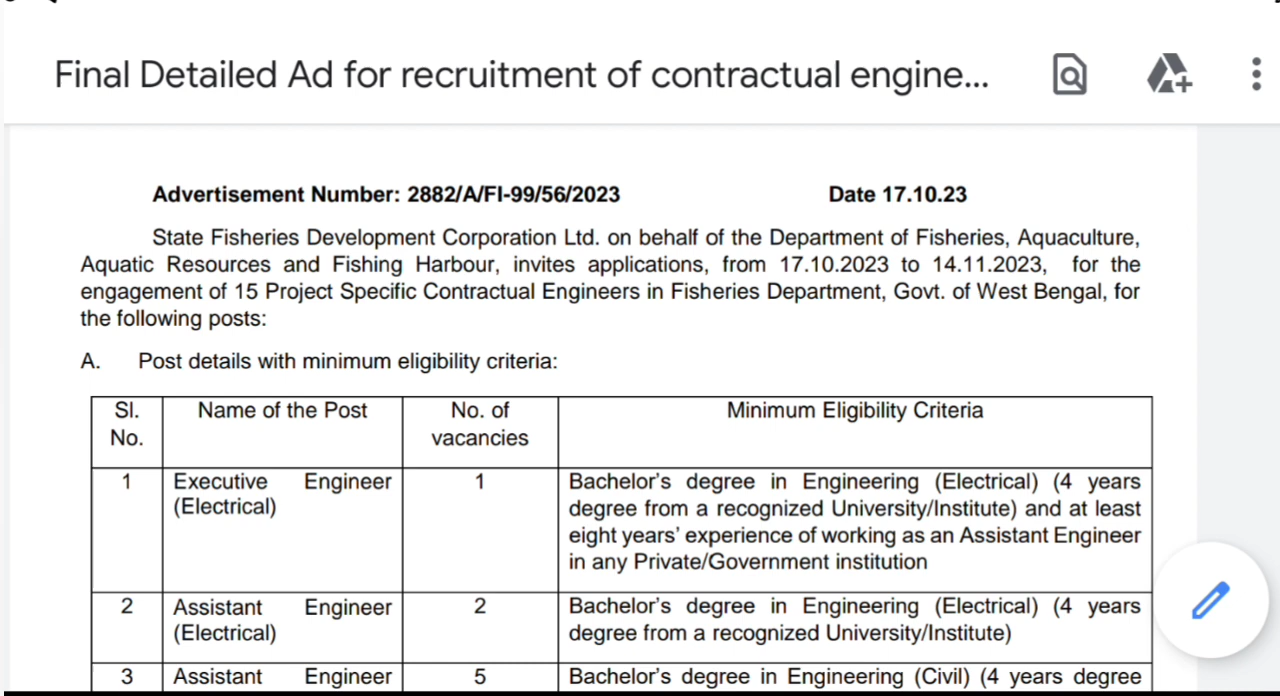 Final Detailed Ad for recruitment of contractual engine...
Advertisement Number: 2882/A/FI-99/56/2023 Date 17.10.23
State Fisheries Development Corporation Ltd. on behalf of the Department of Fisheries, Aquaculture,
Aquatic Resources and Fishing Harbour, invites applications, from 17.10.2023 to 14.11.2023, for the
engagement of 15 Project Specific Contractual Engineers in Fisheries Department, Govt. of West Bengal, for
the following posts:
A. Post details with minimum eligibility criteria:
Sl. No.
Name of the Post
No. of vacancies
Minimum Eligibility Criteria
1
Executive Engineer
(Electrical)
1
Bachelor's degree in Engineering (Electrical) (4 years
degree from a recognized University/Institute) and at least
eight years' experience of working as an Assistant Engineer
in any Private/Government institution
2
Assistant Engineer
(Electrical)
2
Bachelor's degree in Engineering (Electrical) (4 years
degree from a recognized University/Institute)
3
Assistant Engineer
5
Bachelor's degree in Engineering (Civil) (4 years degree